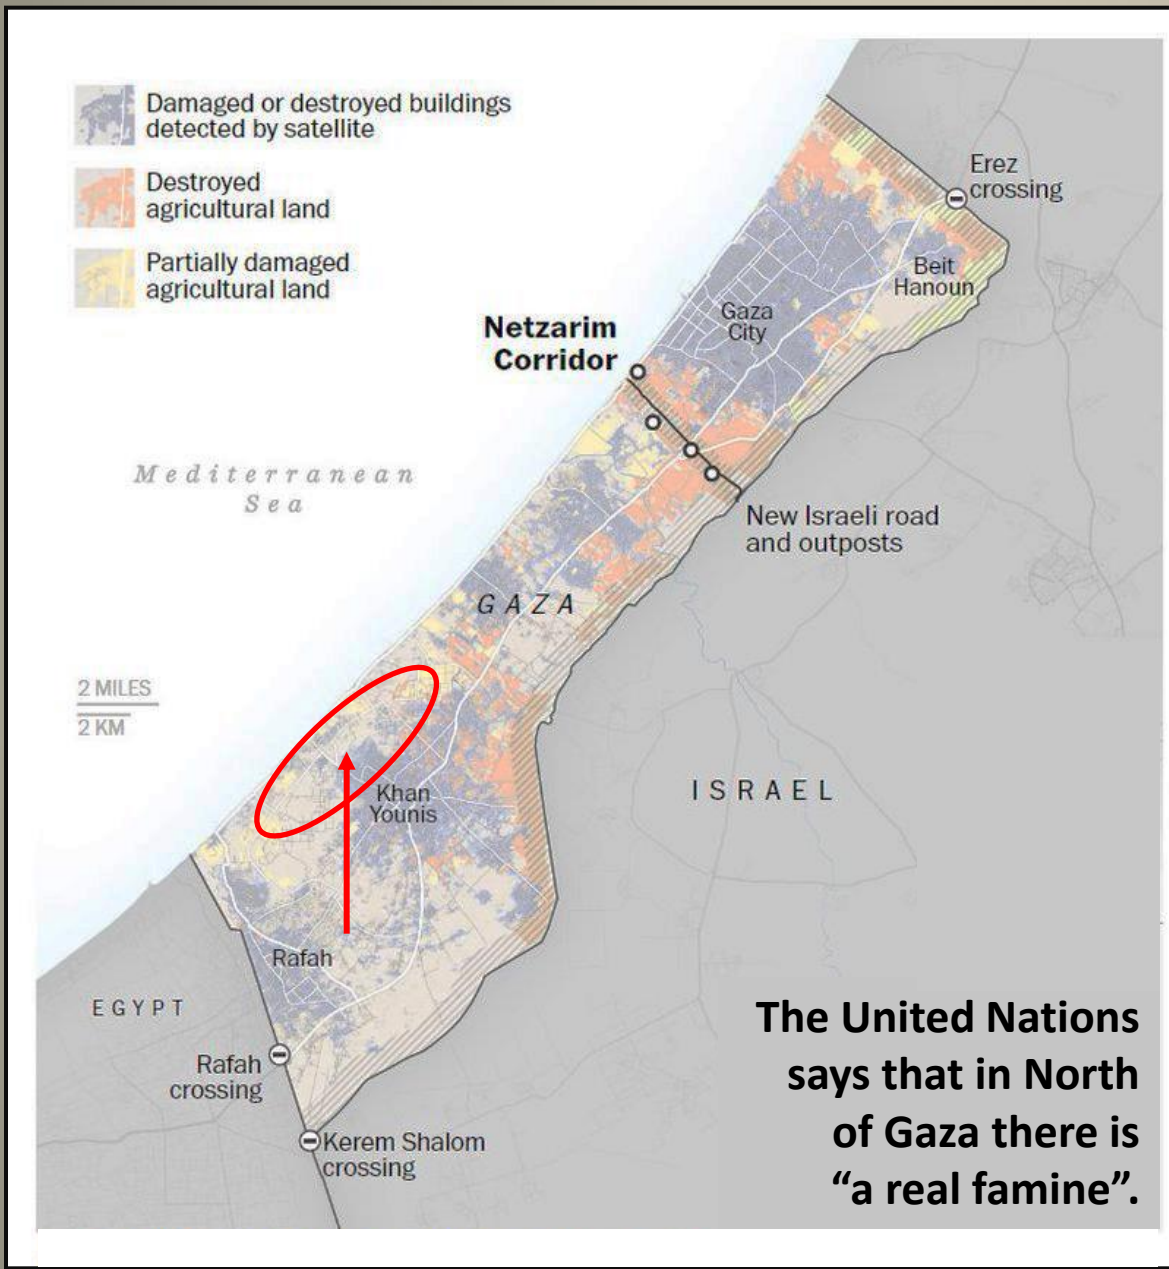 Damaged or destroyed buildings
detected by satellite
Destroyed
agricultural land
Partially damaged
agricultural land
Erez
crossing
Beit
Hanoun
Gaza
City
Netzarim
Corridor
Mediterranean
Sea
New Israeli road
and outposts
GAZA
2 MILES
2 KM
Khan
Younis
ISRAEL
Rafah
EGYPT
Rafah
crossing
Kerem Shalom
crossing
The United Nations
says that in North
of Gaza there is
“a real famine”.